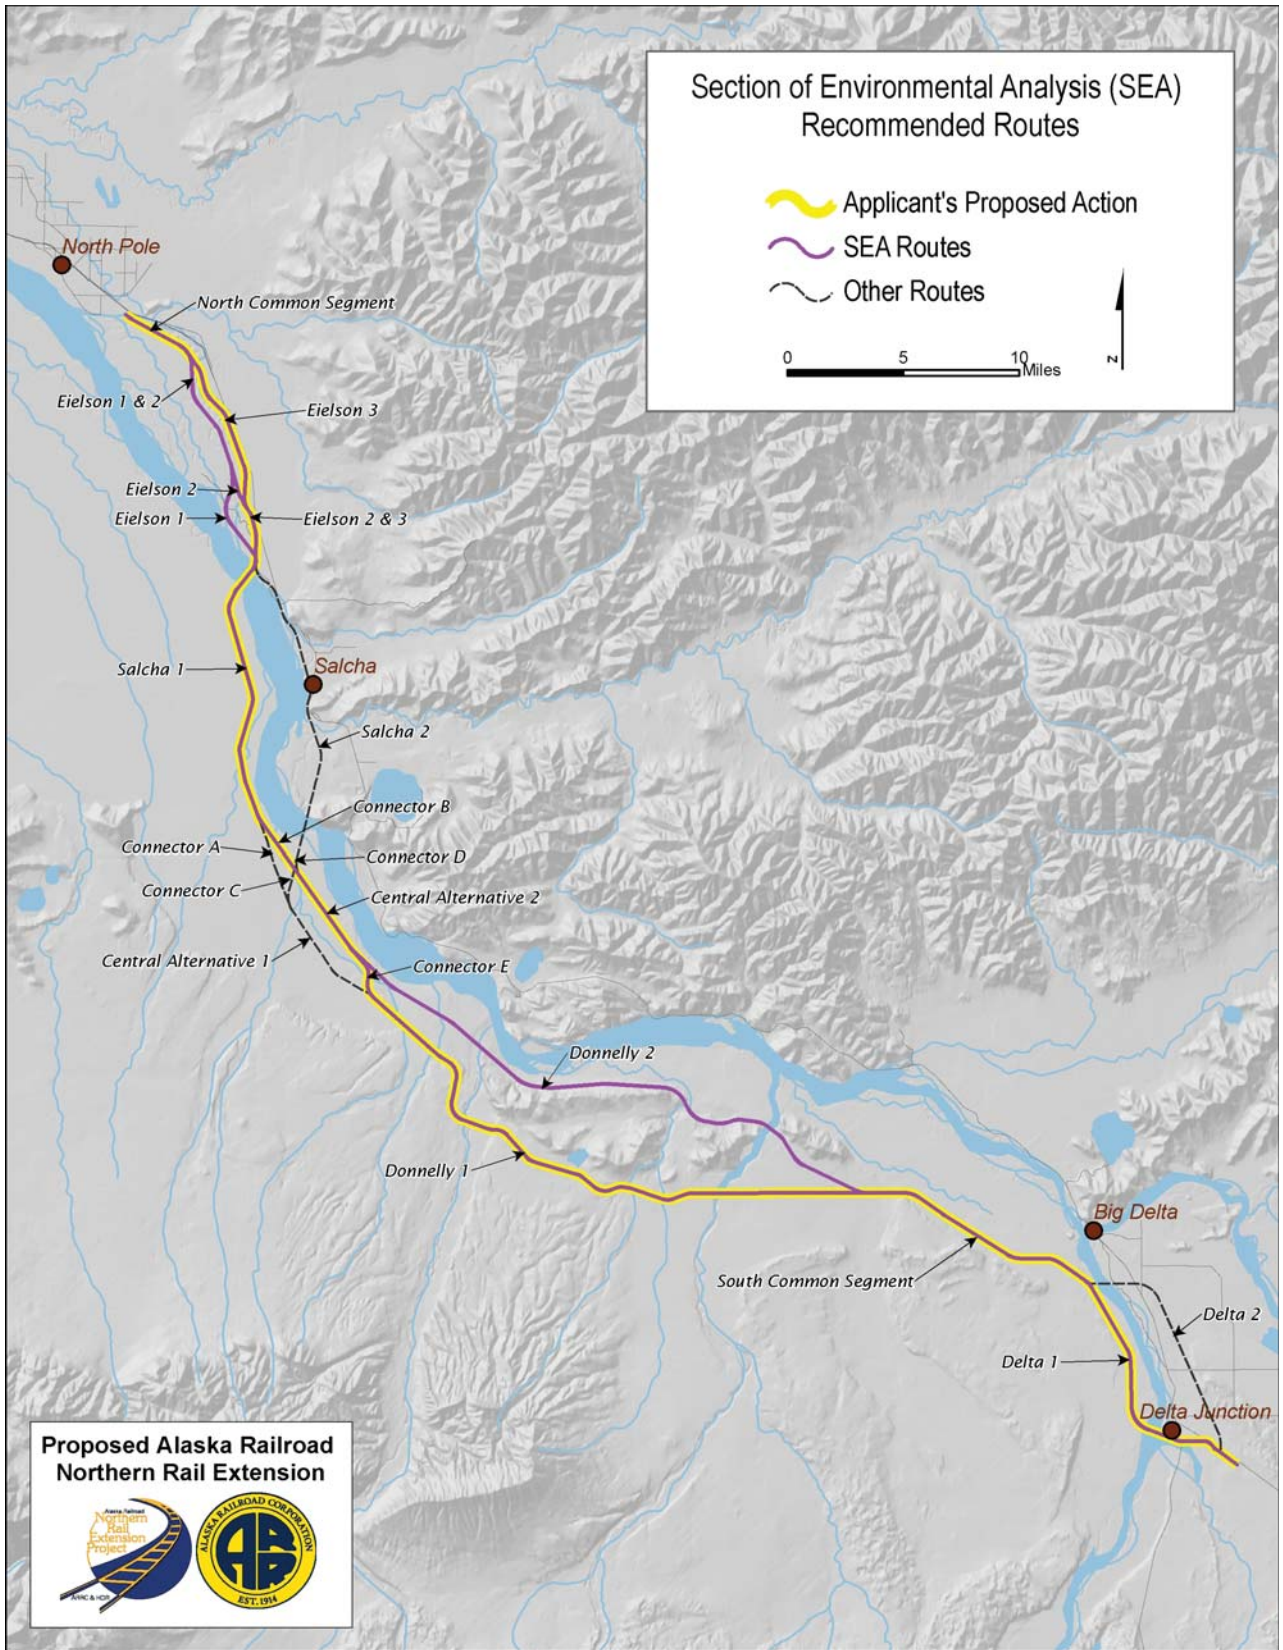 Section of Environmental Analysis (SEA)
Recommended Routes
Applicant's Proposed Action
SEA Routes
Other Routes
0 5 10
Miles
N
North Pole
North Common Segment
Eielson 1 & 2
Eielson 3
Eielson 2
Eielson 1
Eielson 2 & 3
Salcha 1
Salcha
Salcha 2
Connector B
Connector A
Connector D
Connector C
Central Alternative 2
Central Alternative 1
Connector E
Donnelly 2
Donnelly 1
Big Delta
South Common Segment
Delta 2
Delta 1
Delta Junction
Proposed Alaska Railroad
Northern Rail Extension
Alaska Railroad
Northern
Rail
Extension
Project
ARRC & HDR
ALASKA RAILROAD CORPORATION
ARRC
EST. 1914